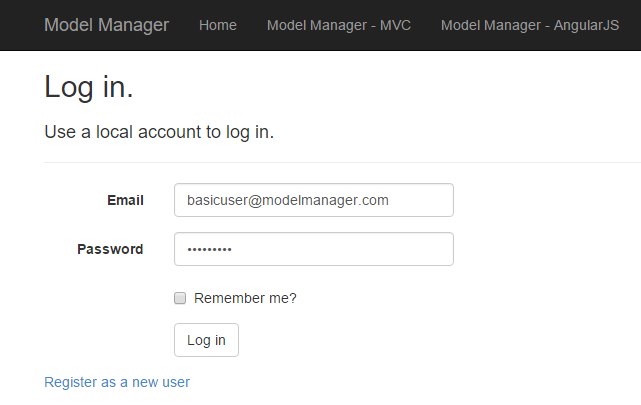 Model Manager Home Model Manager - MVC Model Manager - AngularJS
Log in.
Use a local account to log in.
Email basicuser@modelmanager.com
Password •••••••••
Remember me?
Log in
Register as a new user